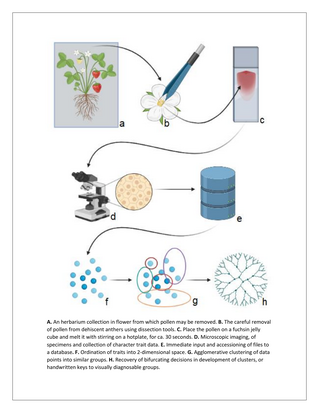 a
b
c
d
e
f
g
h
A. An herbarium collection in flower from which pollen may be removed. B. The careful removal
of pollen from dehiscent anthers using dissection tools. C. Place the pollen on a fuchsin jelly
cube and melt it with stirring on a hotplate, for ca. 30 seconds. D. Microscopic imaging, of
specimens and collection of character trait data. E. Immediate input and accessioning of files to
a database. F. Ordination of traits into 2-dimensional space. G. Agglomerative clustering of data
points into similar groups. H. Recovery of bifurcating decisions in development of clusters, or
handwritten keys to visually diagnosable groups.